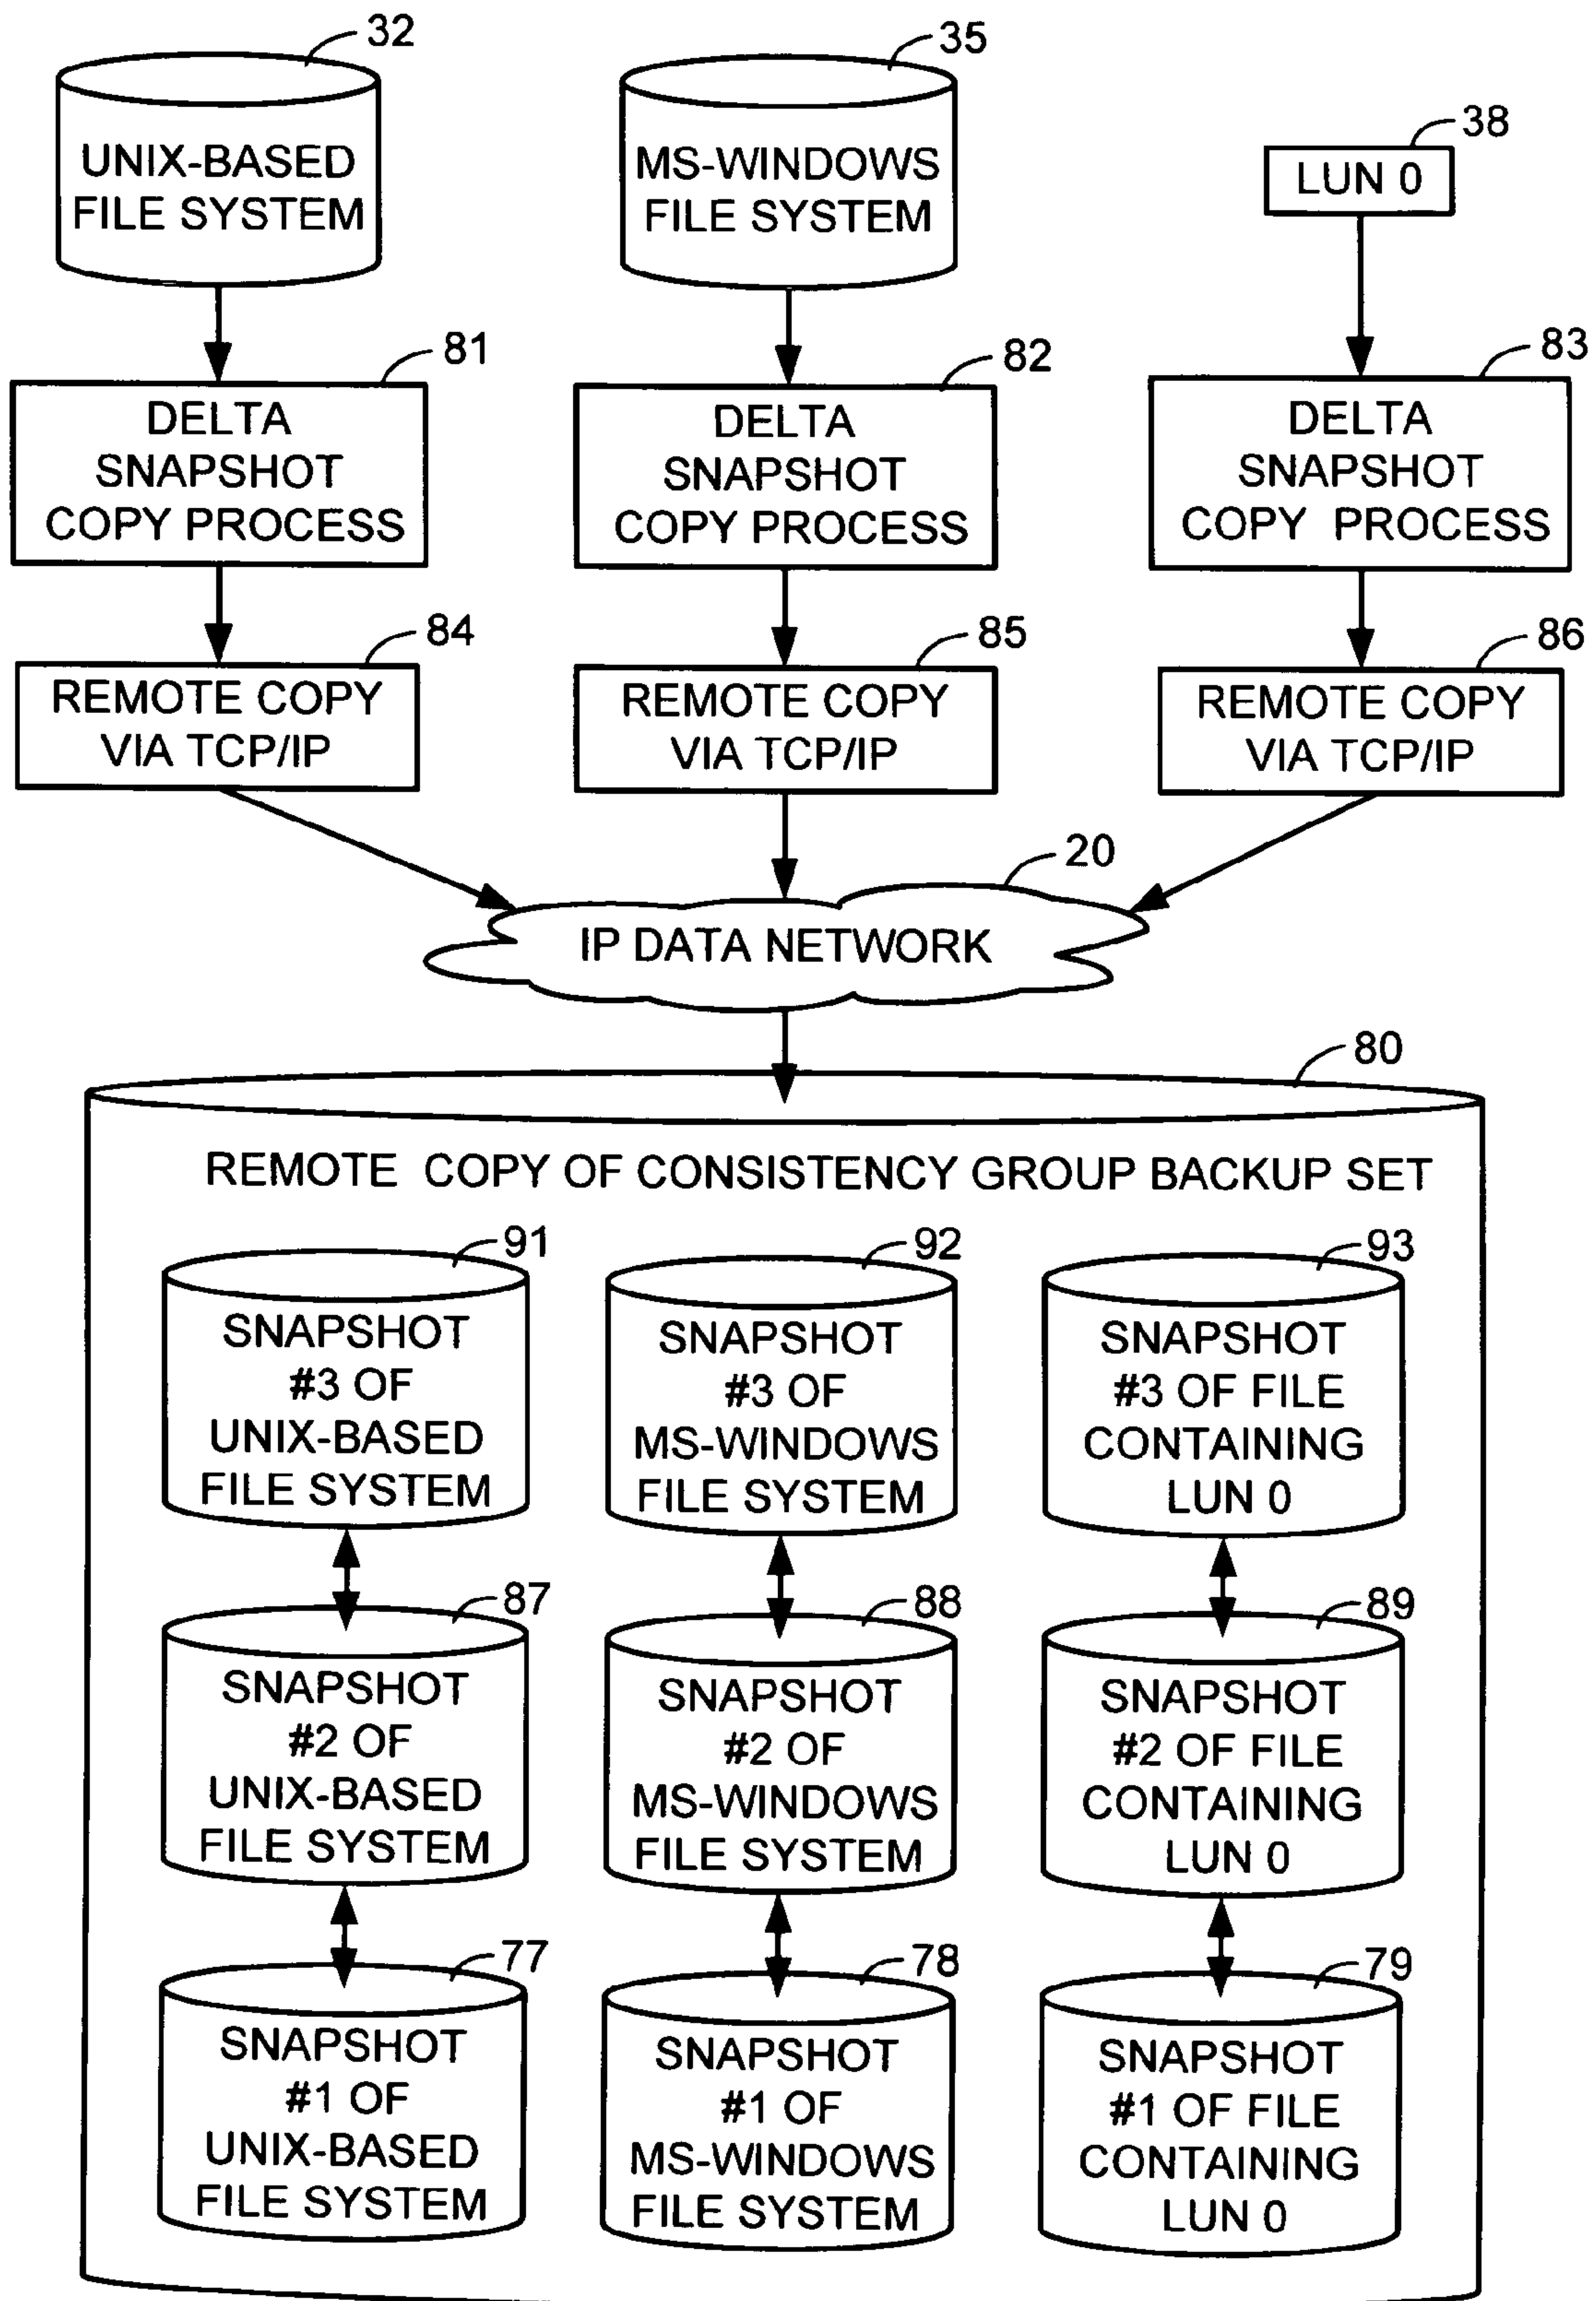 32
UNIX-BASED
FILE SYSTEM
35
MS-WINDOWS
FILE SYSTEM
38
LUN 0
81
DELTA
SNAPSHOT
COPY PROCESS
82
DELTA
SNAPSHOT
COPY PROCESS
83
DELTA
SNAPSHOT
COPY PROCESS
84
REMOTE COPY
VIA TCP/IP
85
REMOTE COPY
VIA TCP/IP
86
REMOTE COPY
VIA TCP/IP
20
IP DATA NETWORK
80
REMOTE COPY OF CONSISTENCY GROUP BACKUP SET
91
SNAPSHOT
#3 OF
UNIX-BASED
FILE SYSTEM
92
SNAPSHOT
#3 OF
MS-WINDOWS
FILE SYSTEM
93
SNAPSHOT
#3 OF FILE
CONTAINING
LUN 0
87
SNAPSHOT
#2 OF
UNIX-BASED
FILE SYSTEM
88
SNAPSHOT
#2 OF
MS-WINDOWS
FILE SYSTEM
89
SNAPSHOT
#2 OF FILE
CONTAINING
LUN 0
77
SNAPSHOT
#1 OF
UNIX-BASED
FILE SYSTEM
78
SNAPSHOT
#1 OF
MS-WINDOWS
FILE SYSTEM
79
SNAPSHOT
#1 OF FILE
CONTAINING
LUN 0